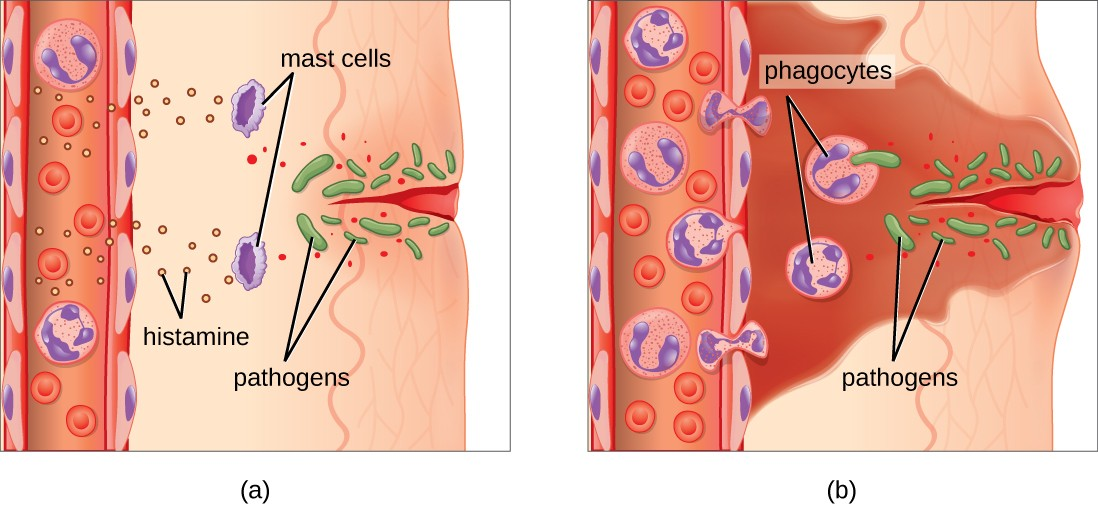 mast cells
histamine
pathogens
(a)
phagocytes
pathogens
(b)